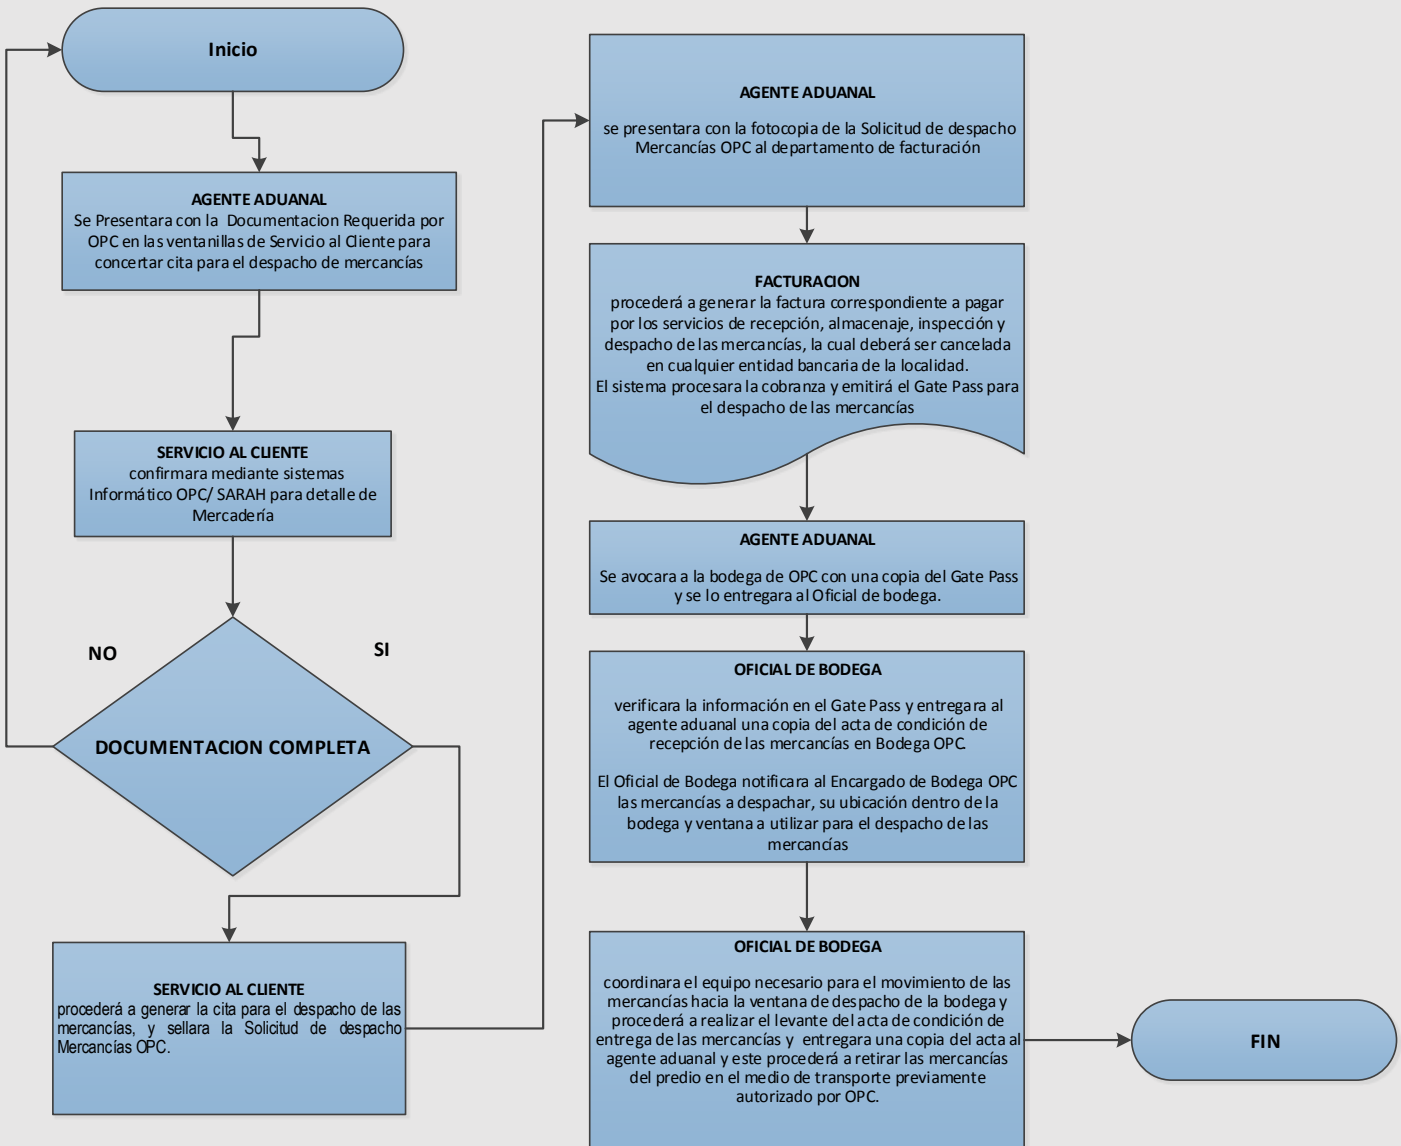 Inicio
AGENTE ADUANAL
Se Presentara con la Documentacion Requerida por
OPC en las ventanillas de Servicio al Cliente para
concertar cita para el despacho de mercancías
SERVICIO AL CLIENTE
confirmara mediante sistemas
Informático OPC/ SARAH para detalle de
Mercadería
NO
SI
DOCUMENTACION COMPLETA
SERVICIO AL CLIENTE
procederá a generar la cita para el despacho de las
mercancías, y sellara la Solicitud de despacho
Mercancías OPC.
AGENTE ADUANAL
se presentara con la fotocopia de la Solicitud de despacho
Mercancías OPC al departamento de facturación
FACTURACION
procederá a generar la factura correspondiente a pagar
por los servicios de recepción, almacenaje, inspección y
despacho de las mercancías, la cual deberá ser cancelada
en cualquier entidad bancaria de la localidad.
El sistema procesara la cobranza y emitirá el Gate Pass para
el despacho de las mercancías
AGENTE ADUANAL
Se avocara a la bodega de OPC con una copia del Gate Pass
y se lo entregara al Oficial de bodega.
OFICIAL DE BODEGA
verificara la información en el Gate Pass y entregara al
agente aduanal una copia del acta de condición de
recepción de las mercancías en Bodega OPC.
El Oficial de Bodega notificara al Encargado de Bodega OPC
las mercancías a despachar, su ubicación dentro de la
bodega y ventana a utilizar para el despacho de las
mercancías
OFICIAL DE BODEGA
coordinara el equipo necesario para el movimiento de las
mercancías hacia la ventana de despacho de la bodega y
procederá a realizar el levante del acta de condición de
entrega de las mercancías y entregara una copia del acta al
agente aduanal y este procederá a retirar las mercancías
del predio en el medio de transporte previamente
autorizado por OPC.
FIN